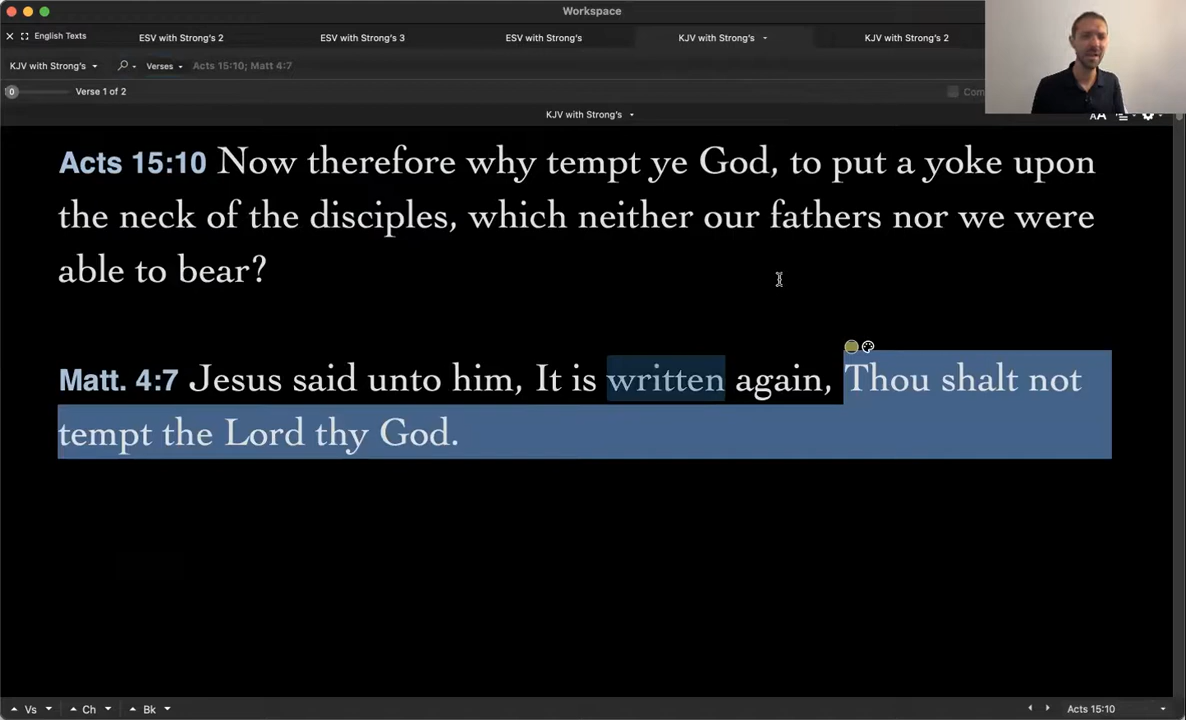 Workspace
English Texts
ESV with Strong's 2
ESV with Strong's 3
ESV with Strong's
KJV with Strong's
KJV with Strong's 2
KJV with Strong's
Verses
Acts 15:10; Matt 4:7
0
Verse 1 of 2
Com
KJV with Strong's
AA
Acts 15:10 Now therefore why tempt ye God, to put a yoke upon
the neck of the disciples, which neither our fathers nor we were
able to bear?
Matt. 4:7 Jesus said unto him, It is written again, Thou shalt not
tempt the Lord thy God.
Vs
Ch
Bk
Acts 15:10